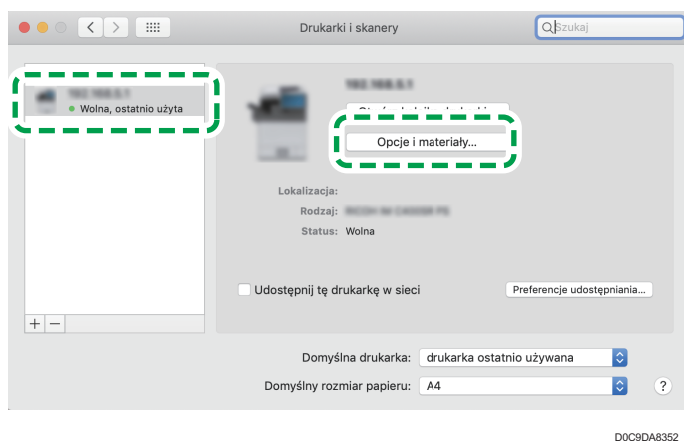 Drukarki i skanery
Szukaj
Wolna, ostatnio użyta
Opcje i materiały...
Lokalizacja:
Rodzaj:
Status: Wolna
Udostępnij tę drukarkę w sieci
Preferencje udostępniania...
Domyślna drukarka: drukarka ostatnio używana
Domyślny rozmiar papieru: A4
?
D0C9DA8352